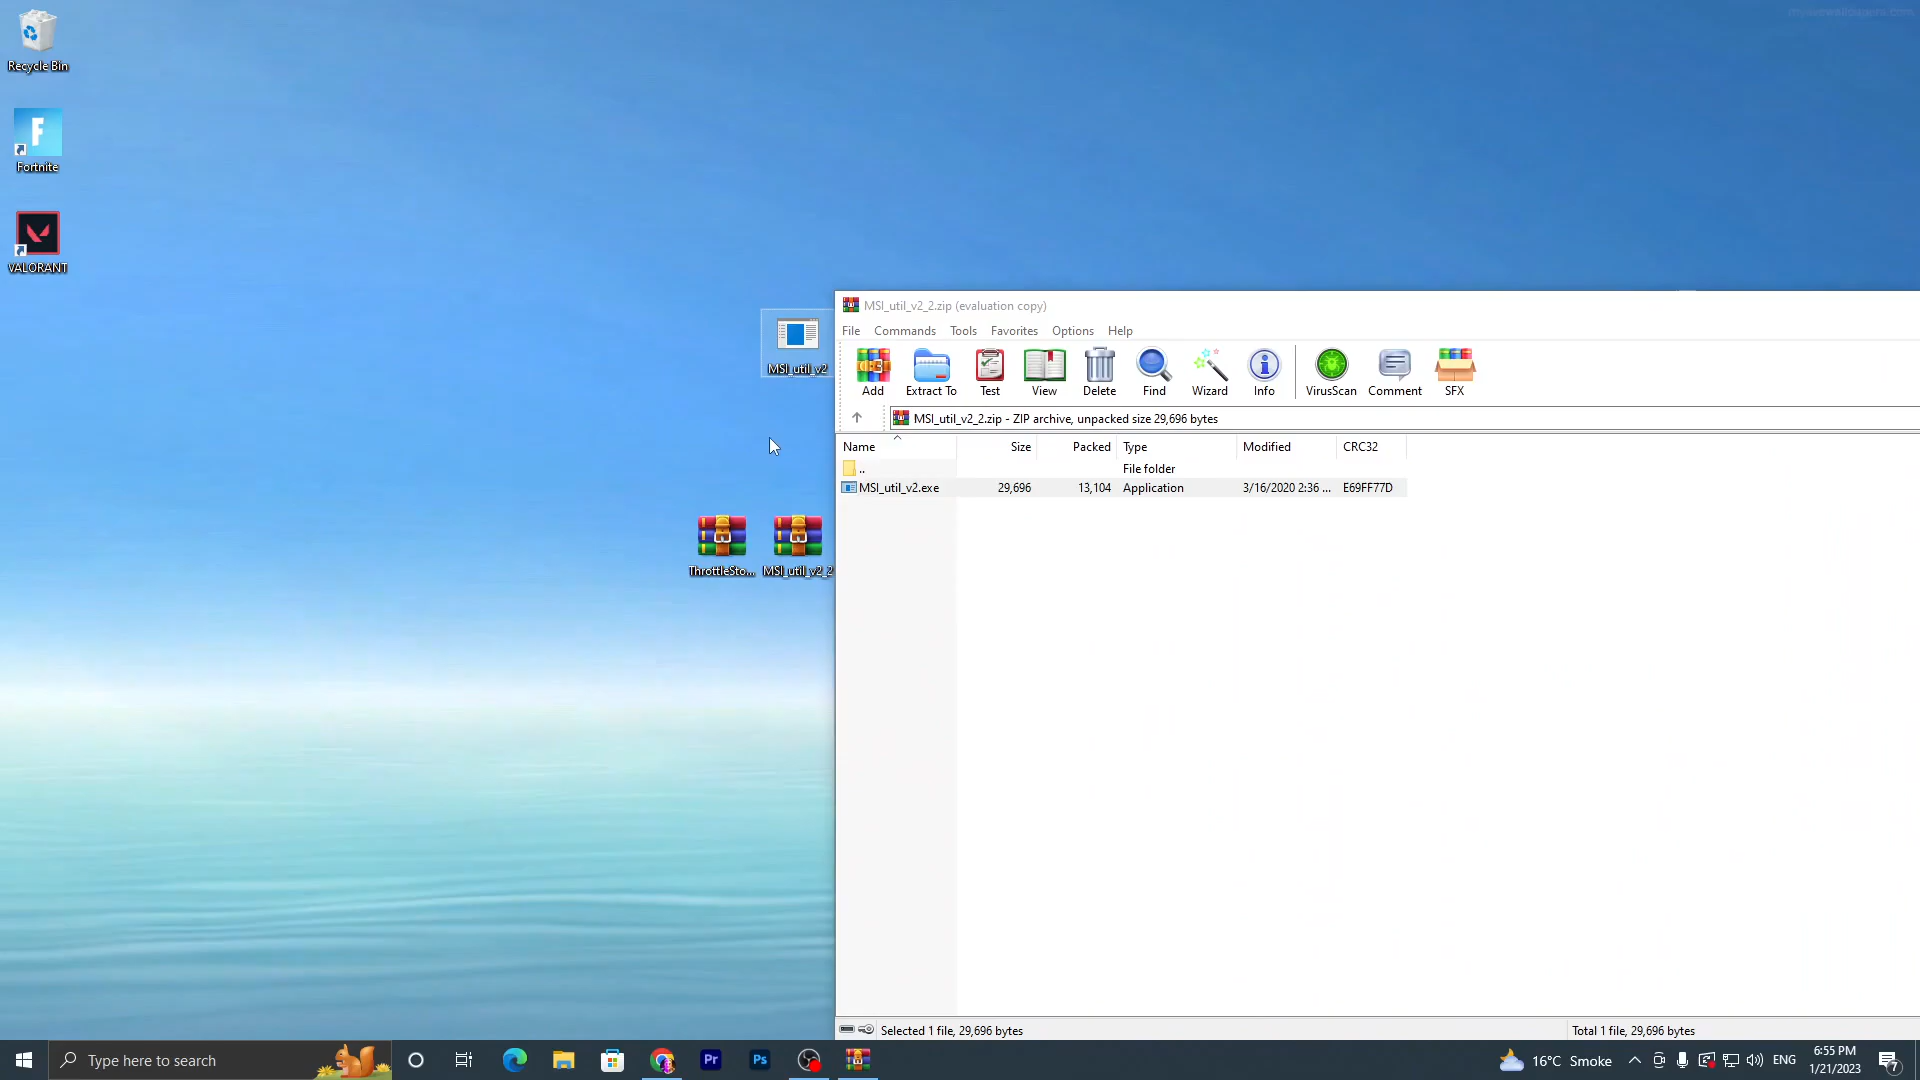 Recycle Bin
Fortnite
VALORANT
MSI_util_v2
ThrottleSto...
MSI_util_v2_2
MSI_util_v2_2.zip (evaluation copy)
File Commands Tools Favorites Options Help
Add Extract To Test View Delete Find Wizard Info VirusScan Comment SFX
MSI_util_v2_2.zip - ZIP archive, unpacked size 29,696 bytes
Name Size Packed Type Modified CRC32
.. File folder
MSI_util_v2.exe 29,696 13,104 Application 3/16/2020 2:36 ... E69FF77D
Selected 1 file, 29,696 bytes
Total 1 file, 29,696 bytes
Type here to search
Pr
Ps
16°C Smoke
ENG
6:55 PM
1/21/2023
7